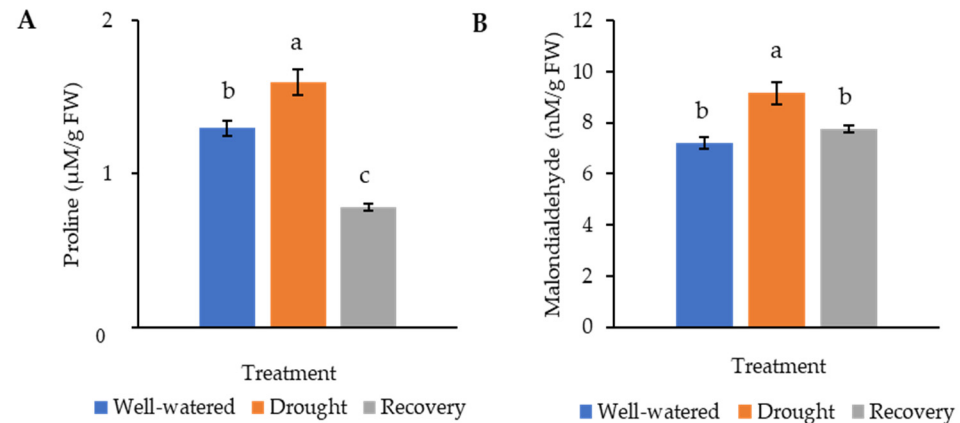 A
2
1
0
Proline (µM/g FW)
b
a
c
Treatment
Well-watered Drought Recovery
B
12
10
8
6
4
2
0
Malondialdehyde (nM/g FW)
b
a
b
Treatment
Well-watered Drought Recovery